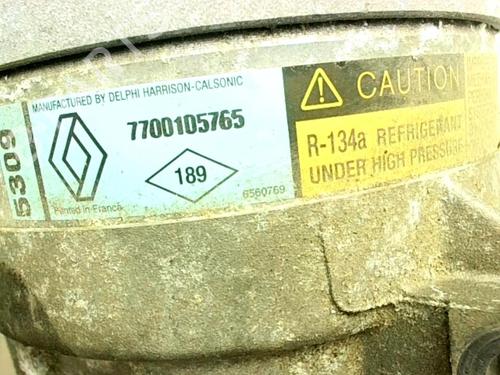 MANUFACTURED BY DELPHI HARRISON-CALSONIC
7700105765
189
5309
Printed in France
6560769
CAUTION
R-134a REFRIGERANT
UNDER HIGH PRESSURE